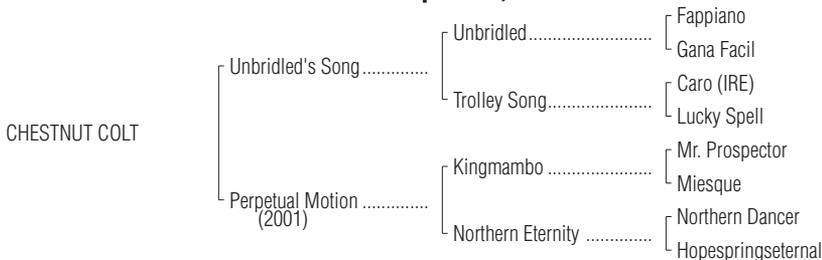 Fappiano
Unbridled..............................
Gana Facil
Unbridled's Song..............
Caro (IRE)
Trolley Song........................
Lucky Spell
CHESTNUT COLT
Mr. Prospector
Kingmambo ........................
Miesque
Perpetual Motion ..............
(2001)
Northern Dancer
Northern Eternity ..............
Hopespringseternal